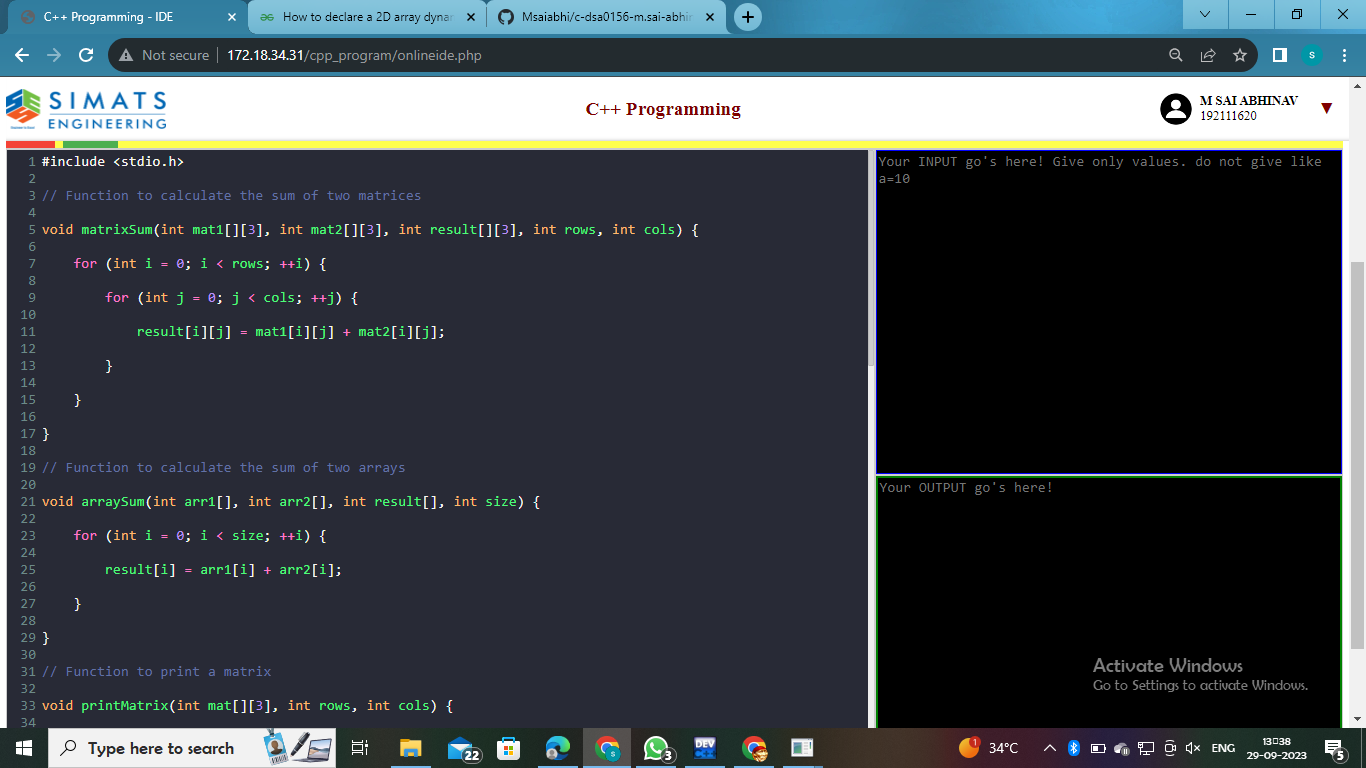 C++ Programming - IDE
How to declare a 2D array dynar
Msaiabhi/c-dsa0156-m.sai-abhin
Not secure
172.18.34.31/cpp_program/onlineide.php
s
SIMATS
ENGINEERING
C++ Programming
M SAI ABHINAV
192111620
1 #include <stdio.h>
2
3 // Function to calculate the sum of two matrices
4
5 void matrixSum(int mat1[][3], int mat2[][3], int result[][3], int rows, int cols) {
6
7     for (int i = 0; i < rows; ++i) {
8
9         for (int j = 0; j < cols; ++j) {
10
11             result[i][j] = mat1[i][j] + mat2[i][j];
12
13         }
14
15     }
16
17 }
18
19 // Function to calculate the sum of two arrays
20
21 void arraySum(int arr1[], int arr2[], int result[], int size) {
22
23     for (int i = 0; i < size; ++i) {
24
25         result[i] = arr1[i] + arr2[i];
26
27     }
28
29 }
30
31 // Function to print a matrix
32
33 void printMatrix(int mat[][3], int rows, int cols) {
34
Your INPUT go's here! Give only values. do not give like
a=10
Your OUTPUT go's here!
Activate Windows
Go to Settings to activate Windows.
Type here to search
22
s
3
DEV
1
34°C
ENG
13:38
29-09-2023
5